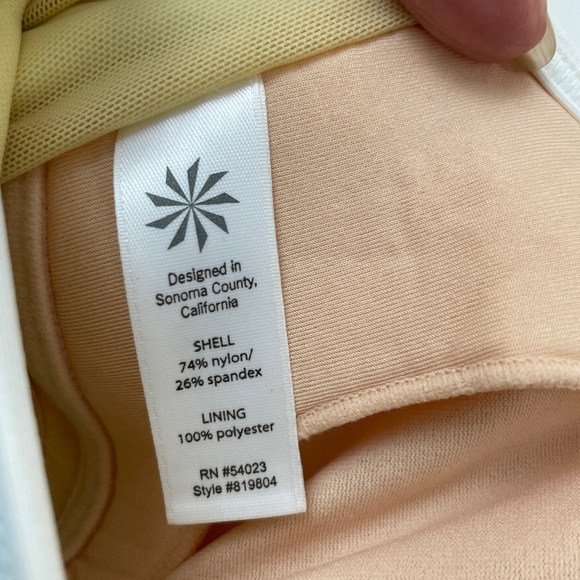 Designed in
Sonoma County,
California
SHELL
74% nylon/
26% spandex
LINING
100% polyester
RN #54023
Style #819804